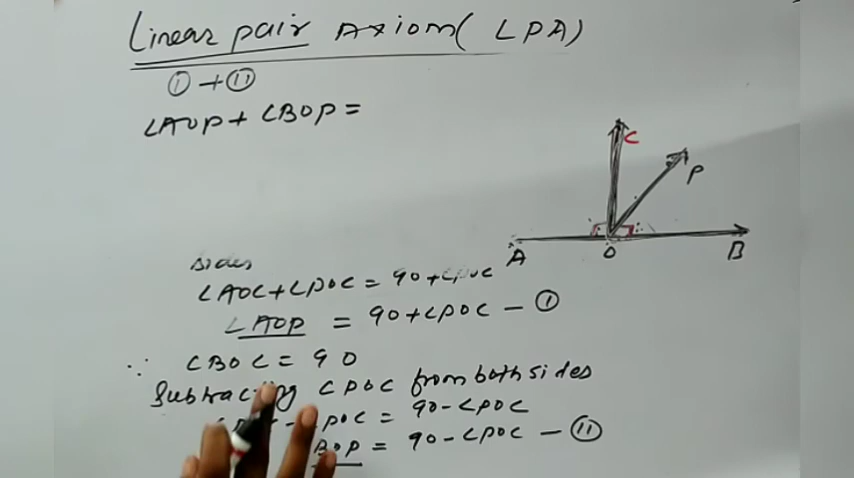 Linear pair Axiom( LPA)
① + ⑪
∠AOP + ∠BOP =
C
P
A
O
B
sides
∠AOC + ∠POC = 90 + ∠POC
∠AOP = 90 + ∠POC - ①
∵ ∠BOC = 90
Subtracting ∠POC from both sides
- ∠POC = 90 - ∠POC
BOP = 90 - ∠POC - ⑪